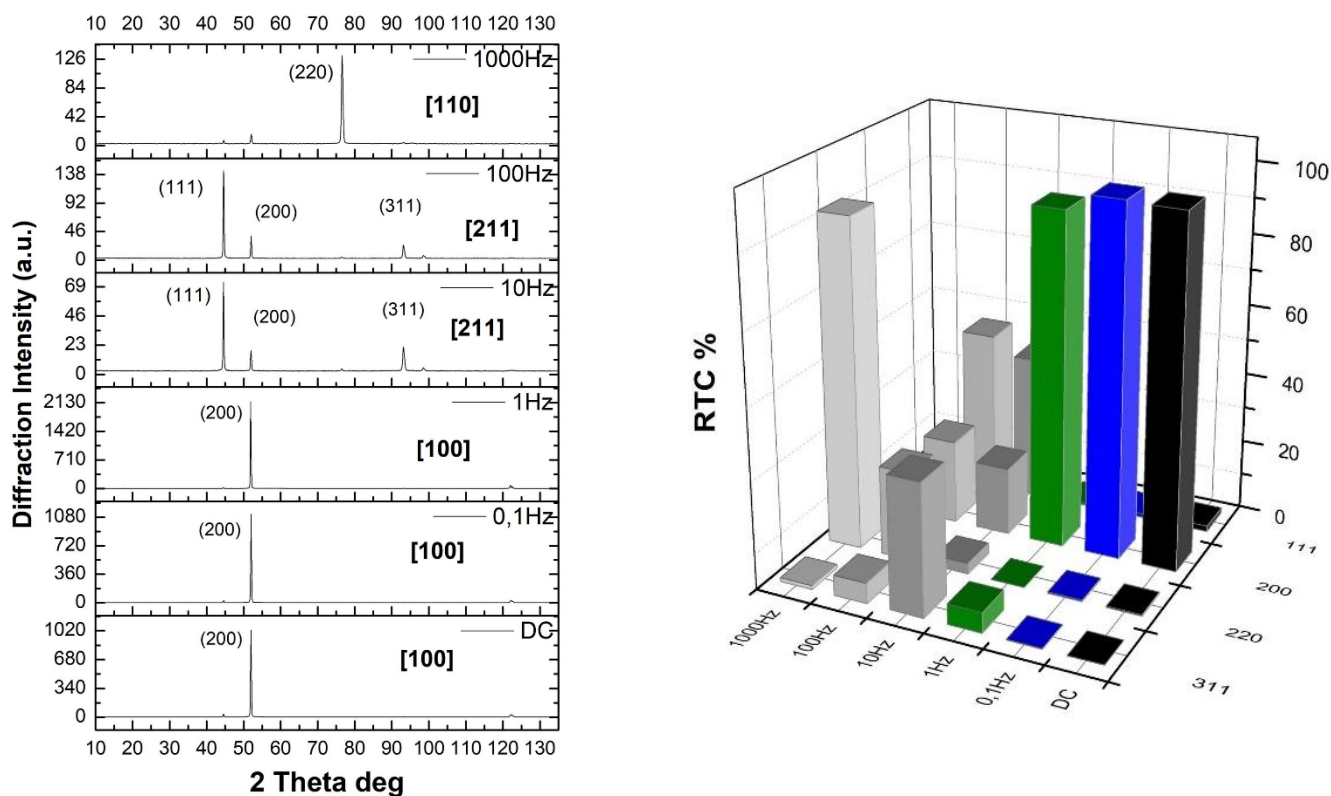 10 20 30 40 50 60 70 80 90 100 110 120 130
126
84
42
0
(220)
1000Hz
[110]
138
92
46
0
(111)
(200)
(311)
100Hz
[211]
69
46
23
0
(111)
(200)
(311)
10Hz
[211]
2130
1420
710
0
(200)
1Hz
[100]
1080
720
360
0
(200)
0,1Hz
[100]
1020
680
340
0
(200)
DC
[100]
10 20 30 40 50 60 70 80 90 100 110 120 130
2 Theta deg
Diffraction Intensity (a.u.)
RTC %
100
80
60
40
20
0
111
200
220
311
1000Hz
100Hz
10Hz
1Hz
0,1Hz
DC